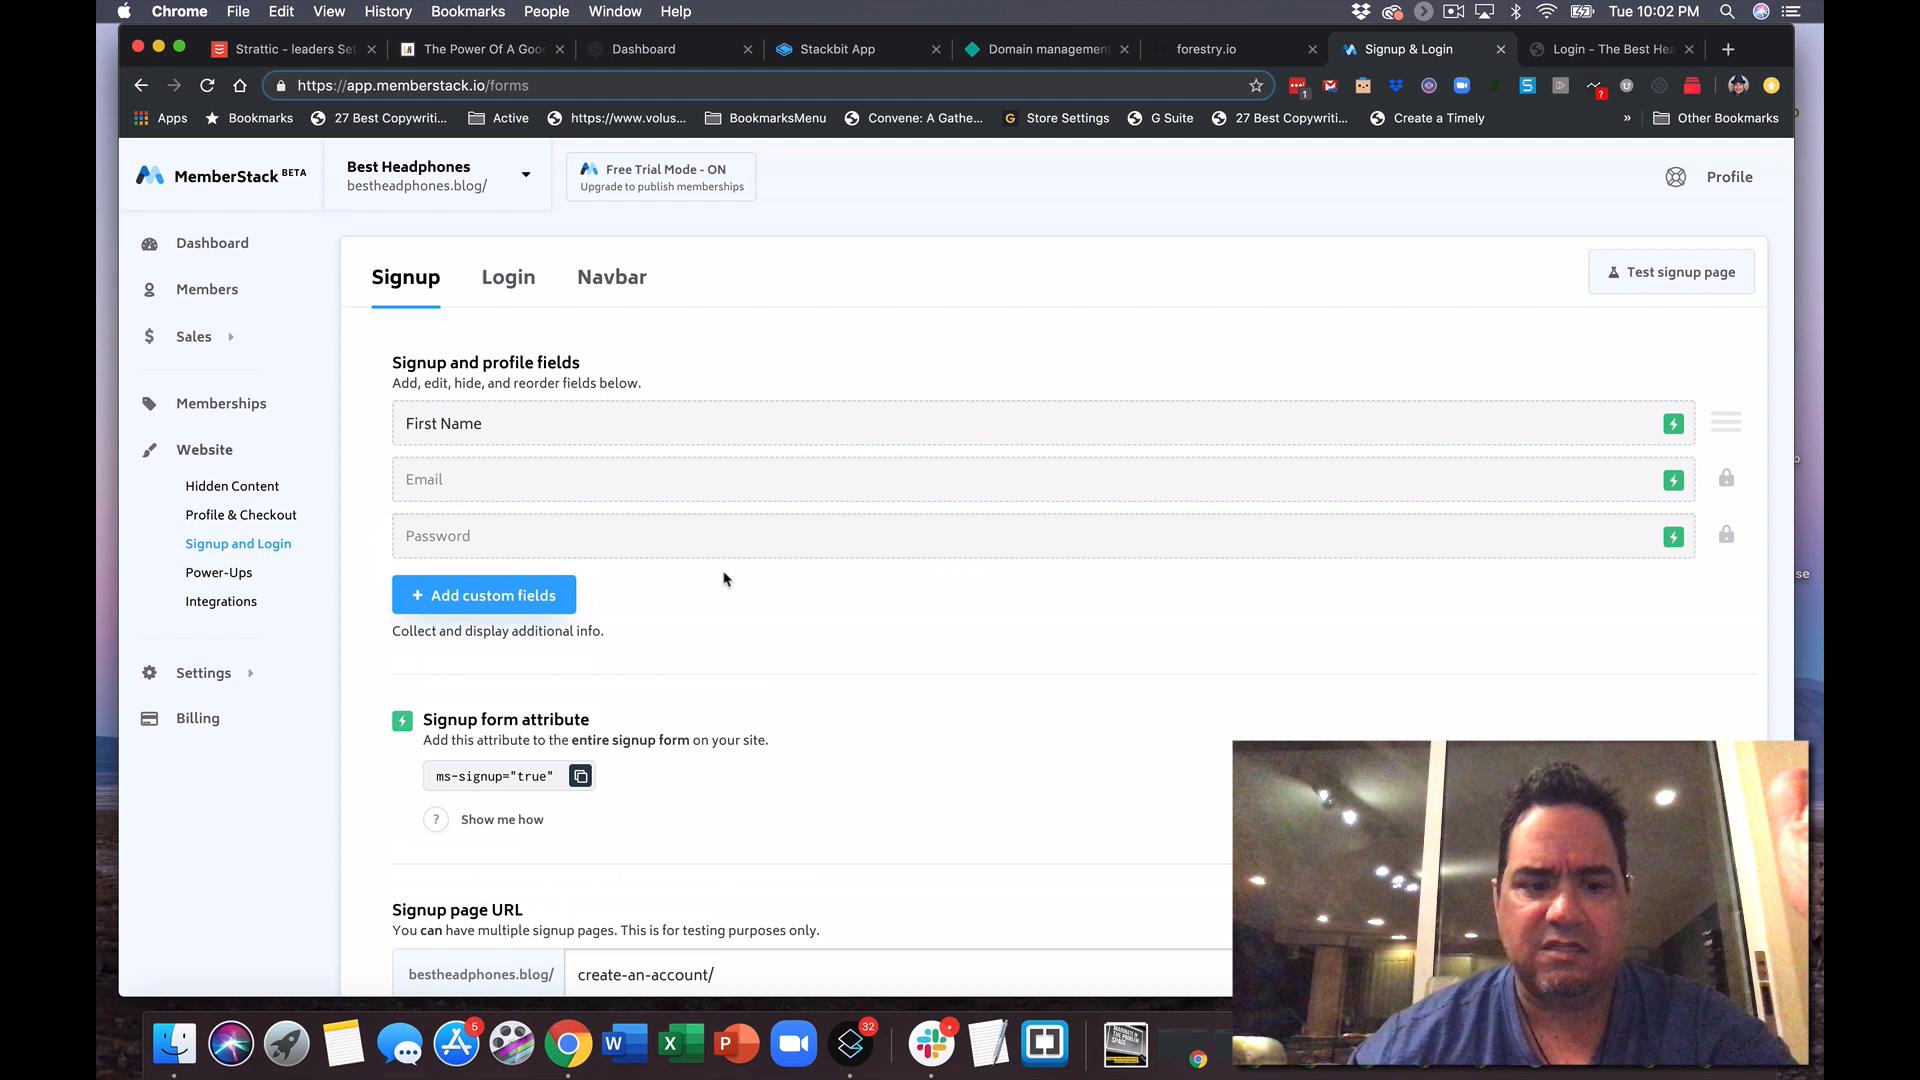 Chrome File Edit View History Bookmarks People Window Help
Tue 10:02 PM
Strattic - leaders Set
The Power Of A Goo
Dashboard
Stackbit App
Domain management
forestry.io
Signup & Login
Login - The Best Hea
https://app.memberstack.io/forms
Apps
Bookmarks
27 Best Copywriti...
Active
https://www.volus...
BookmarksMenu
Convene: A Gathe...
Store Settings
G Suite
27 Best Copywriti...
Create a Timely
»
Other Bookmarks
MemberStack BETA
Best Headphones
bestheadphones.blog/
Free Trial Mode - ON
Upgrade to publish memberships
Profile
Dashboard
Members
Sales
Memberships
Website
Hidden Content
Profile & Checkout
Signup and Login
Power-Ups
Integrations
Settings
Billing
Signup
Login
Navbar
Test signup page
Signup and profile fields
Add, edit, hide, and reorder fields below.
First Name
Email
Password
+ Add custom fields
Collect and display additional info.
Signup form attribute
Add this attribute to the entire signup form on your site.
ms-signup="true"
? Show me how
Signup page URL
You can have multiple signup pages. This is for testing purposes only.
bestheadphones.blog/
create-an-account/
se
5
32